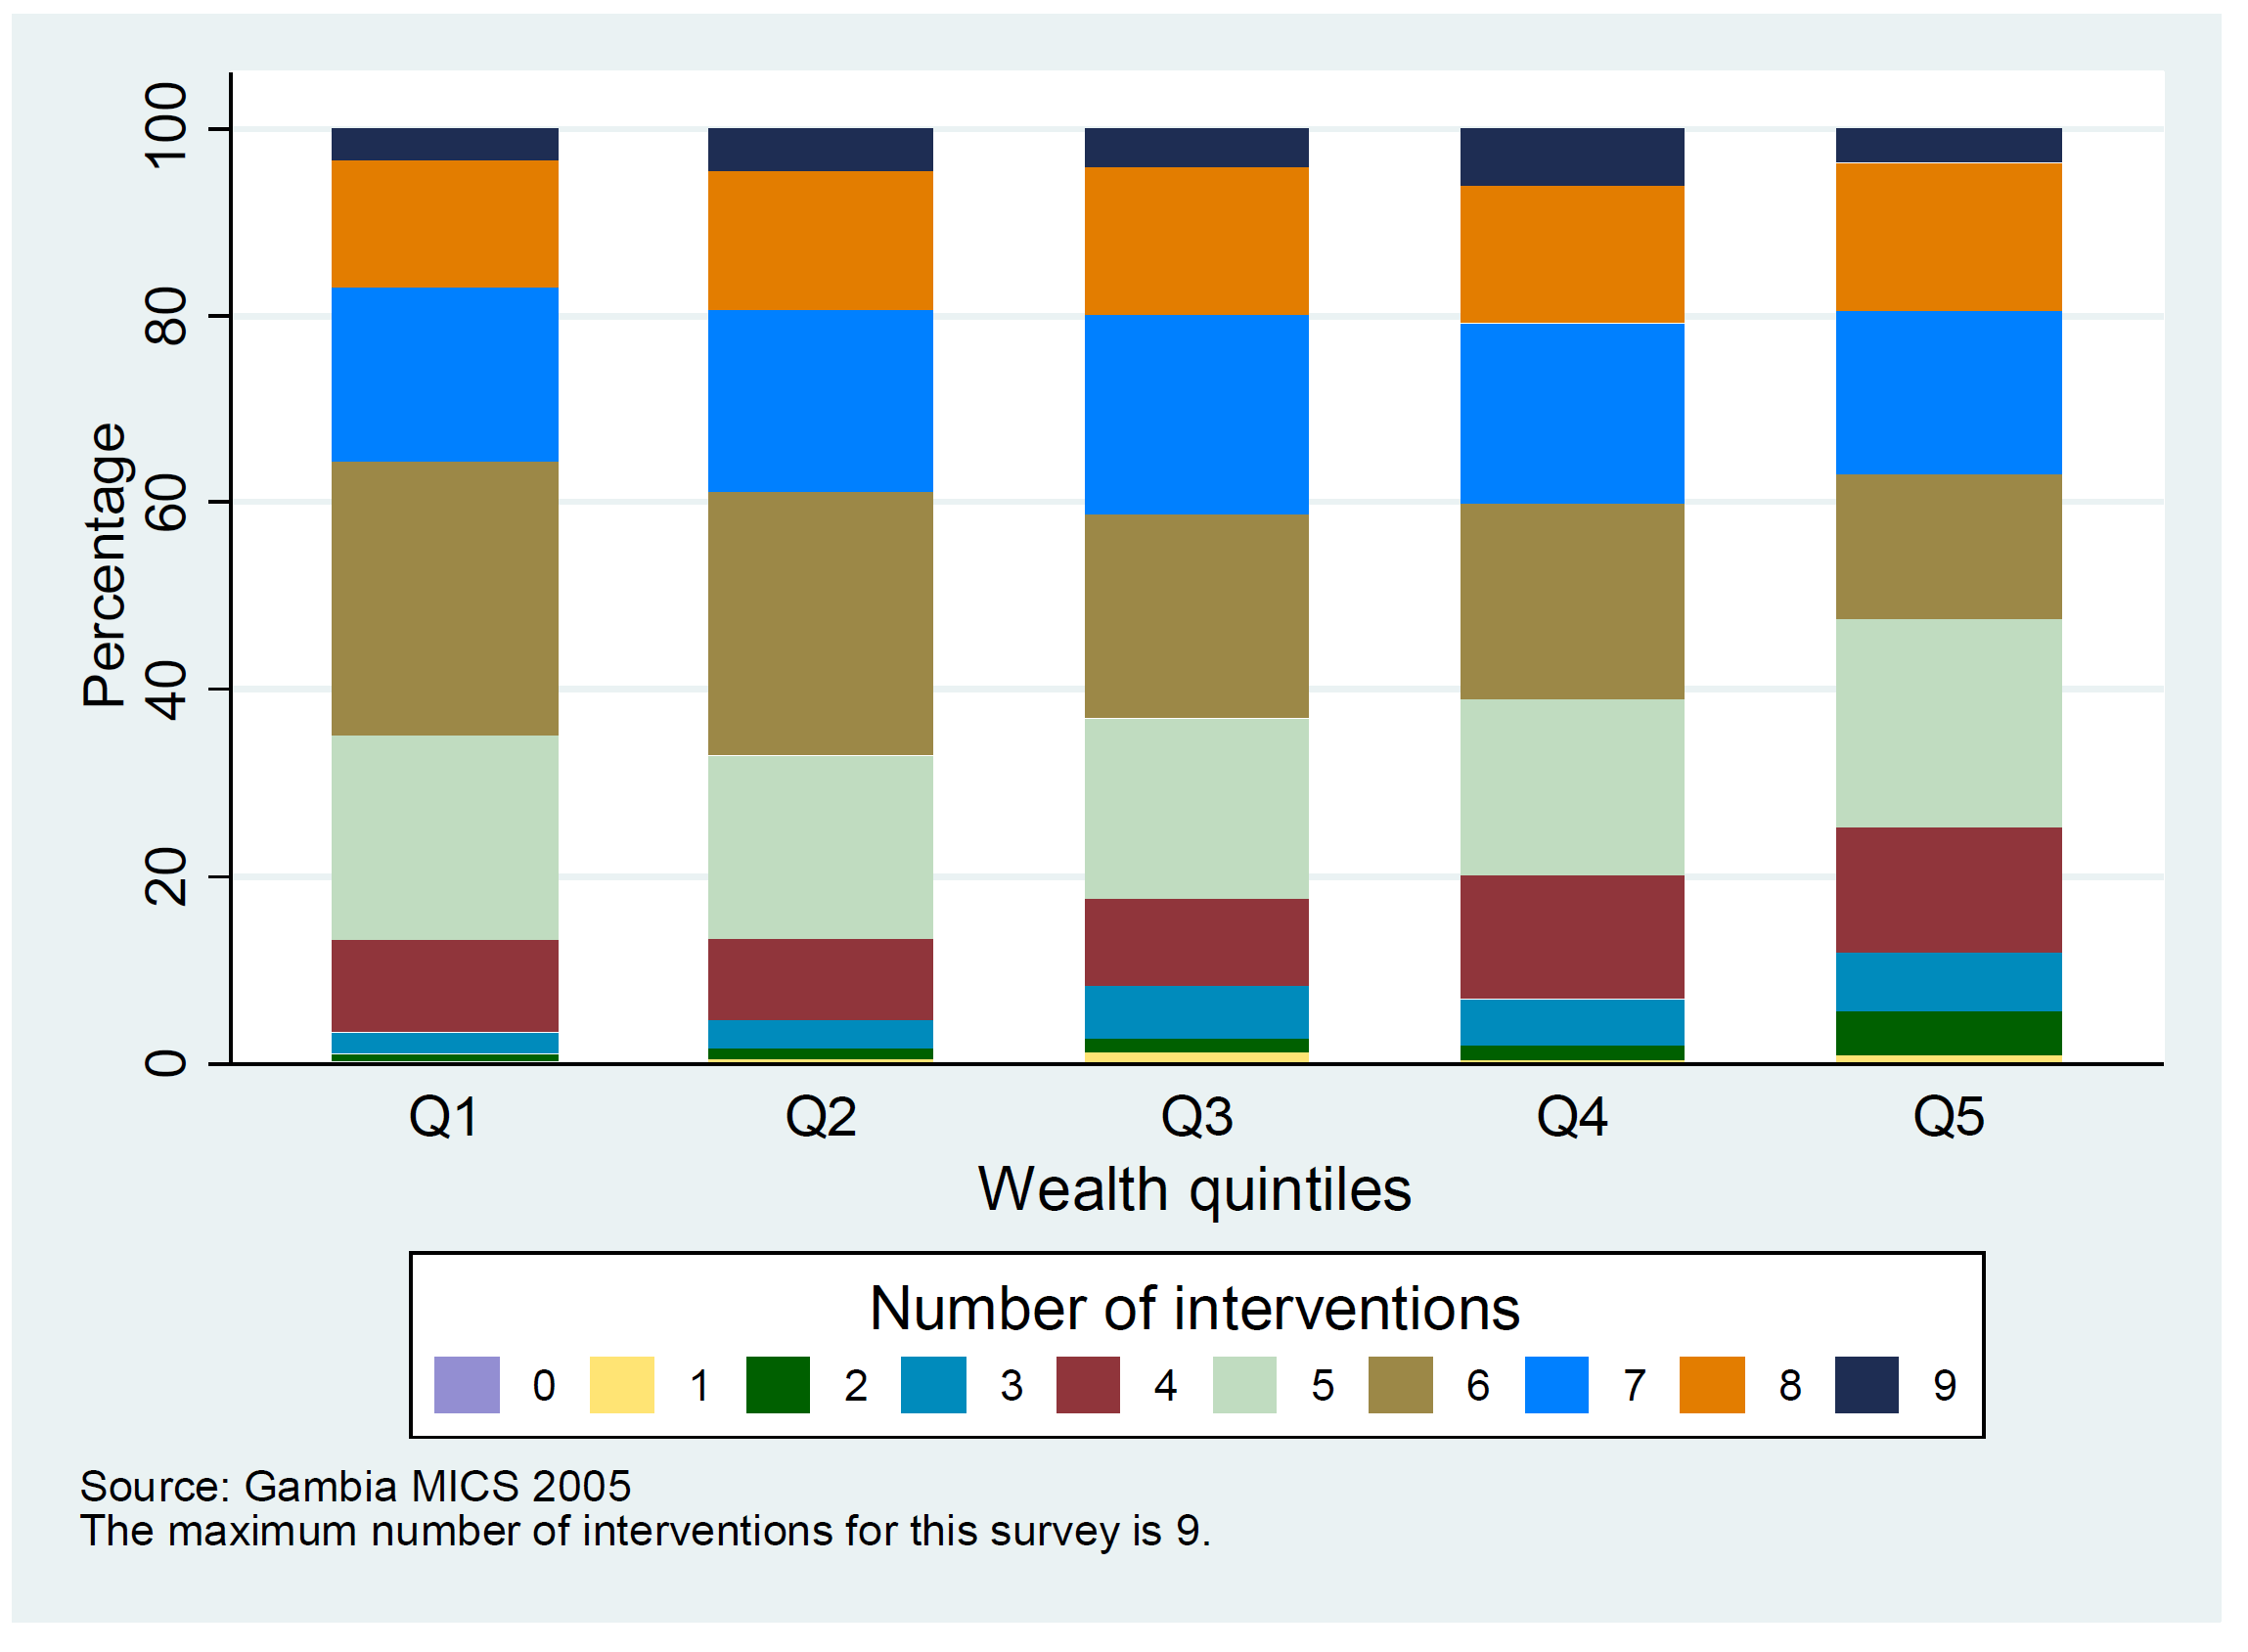 100
80
60
40
20
0
Percentage
Q1 Q2 Q3 Q4 Q5
Wealth quintiles
Number of interventions
0 1 2 3 4 5 6 7 8 9
Source: Gambia MICS 2005
The maximum number of interventions for this survey is 9.